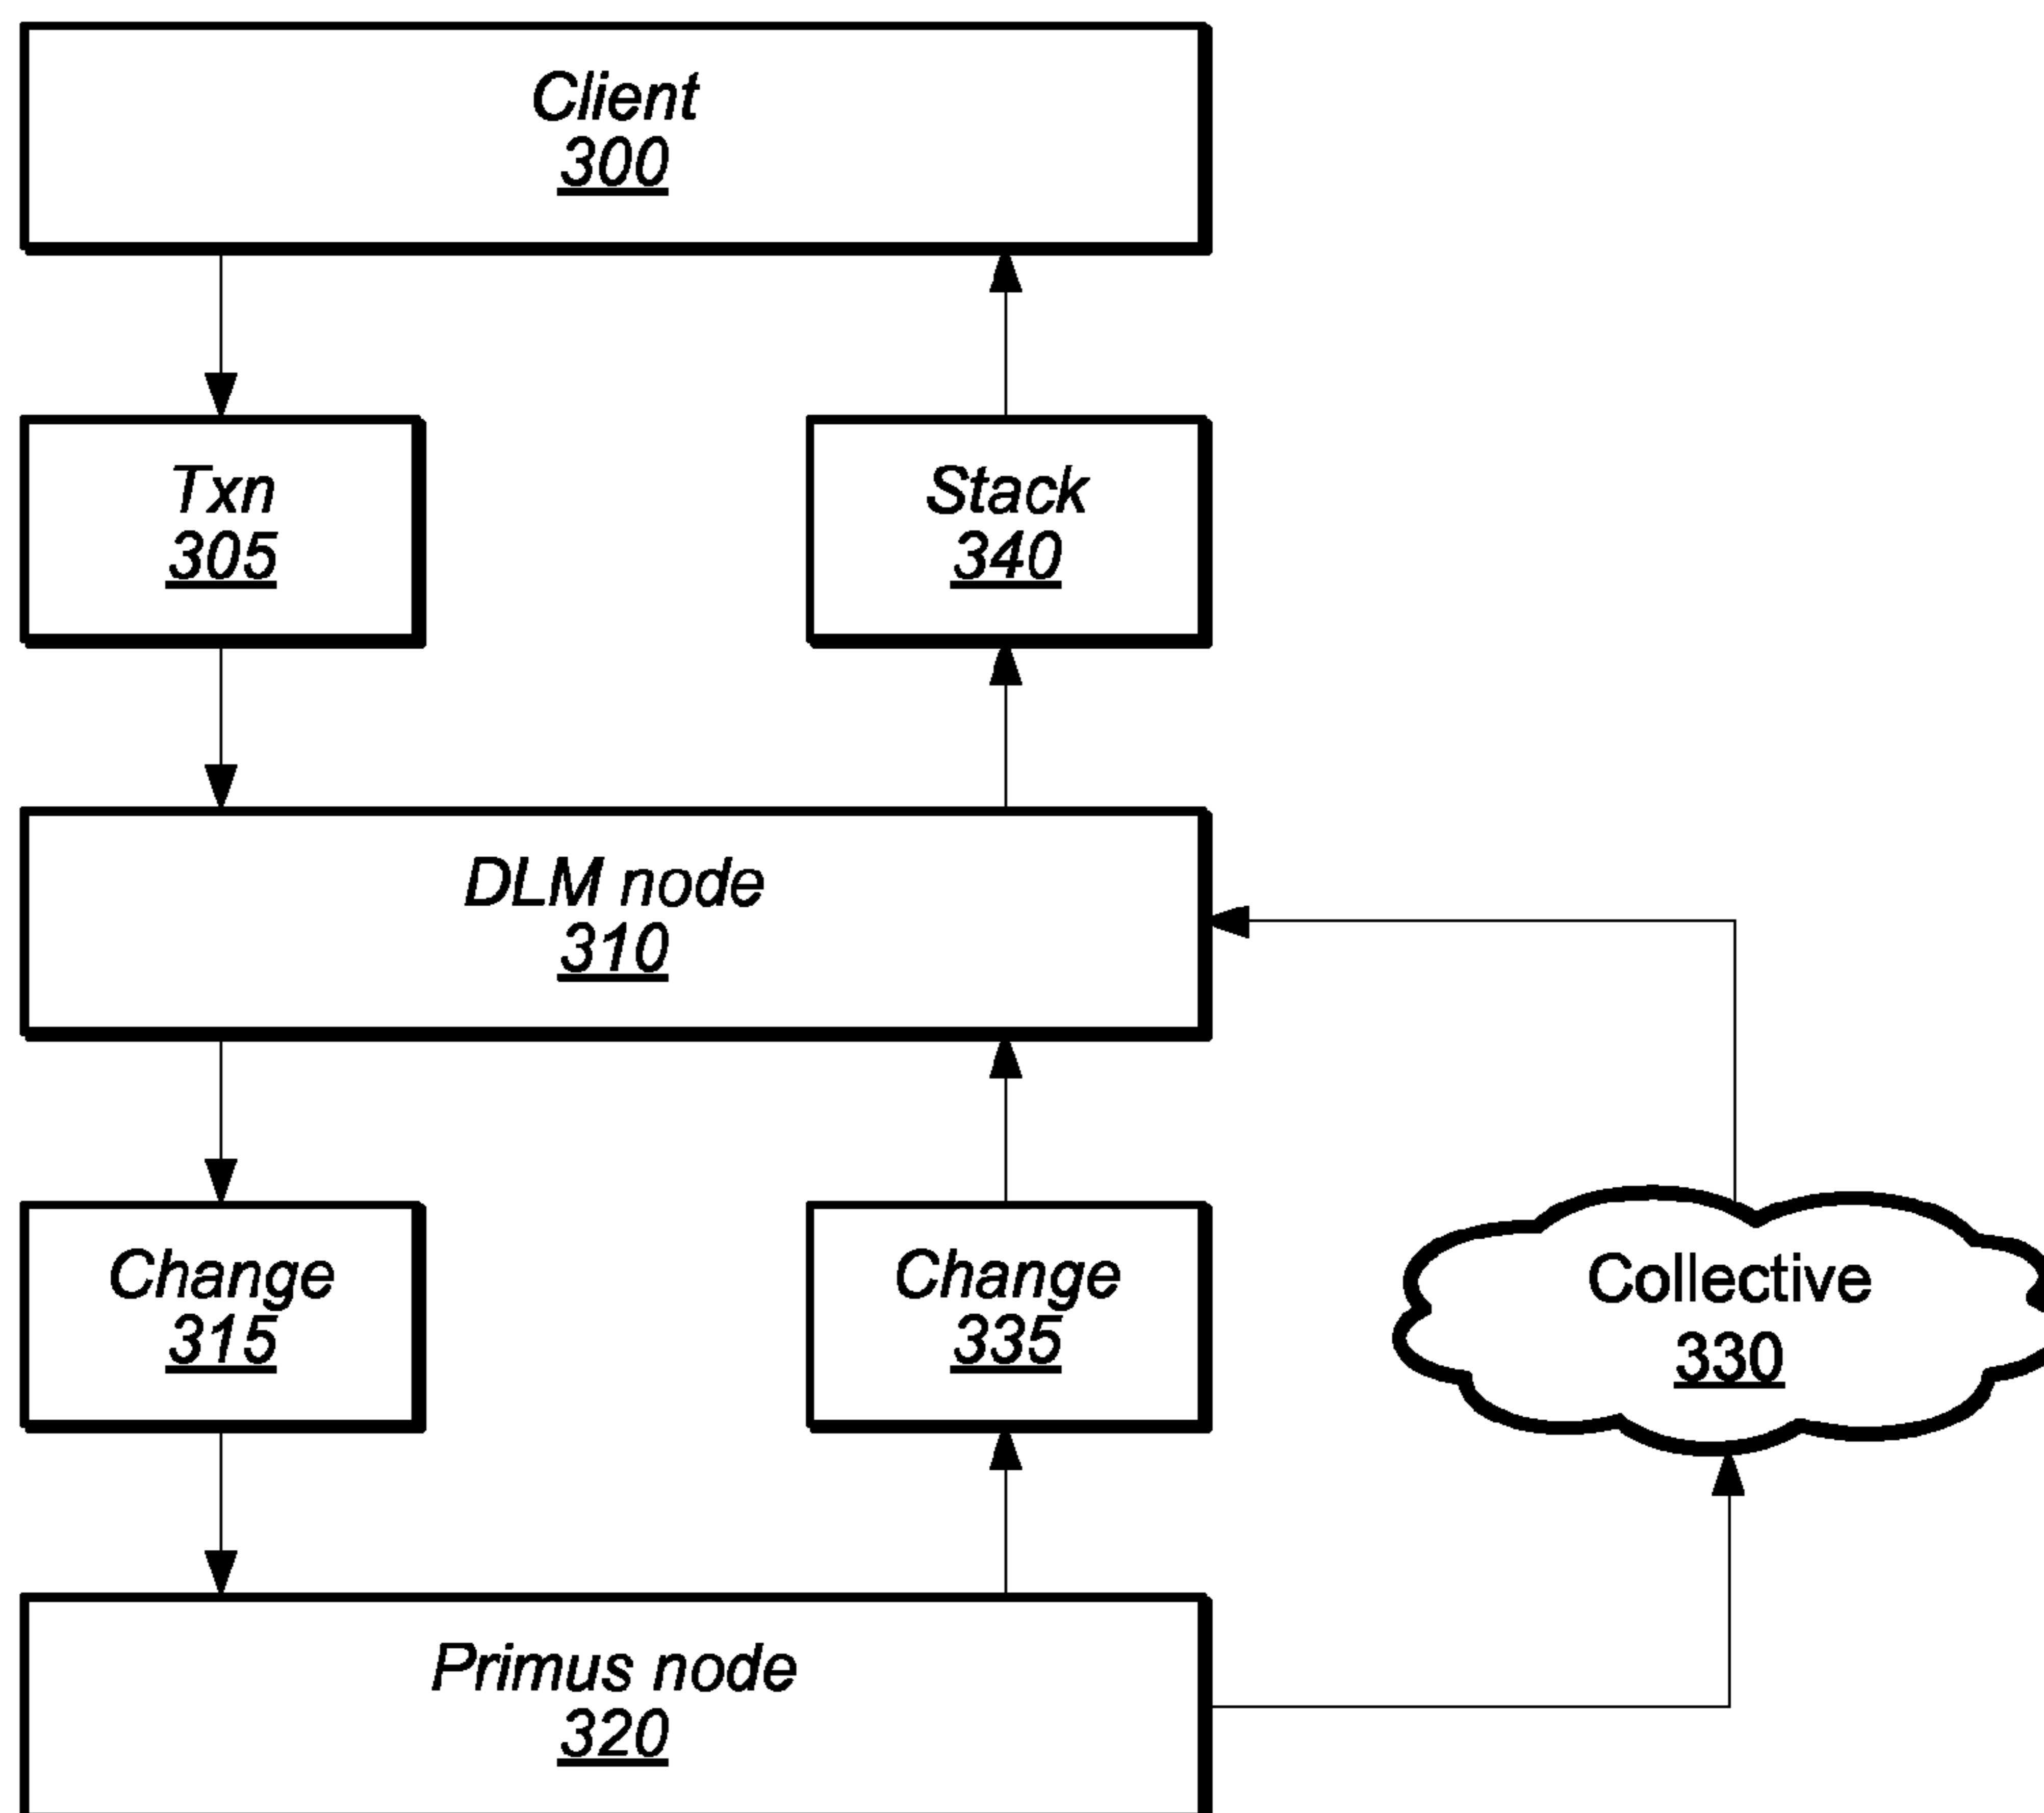 Client
300
Txn
305
Stack
340
DLM node
310
Change
315
Change
335
Collective
330
Primus node
320